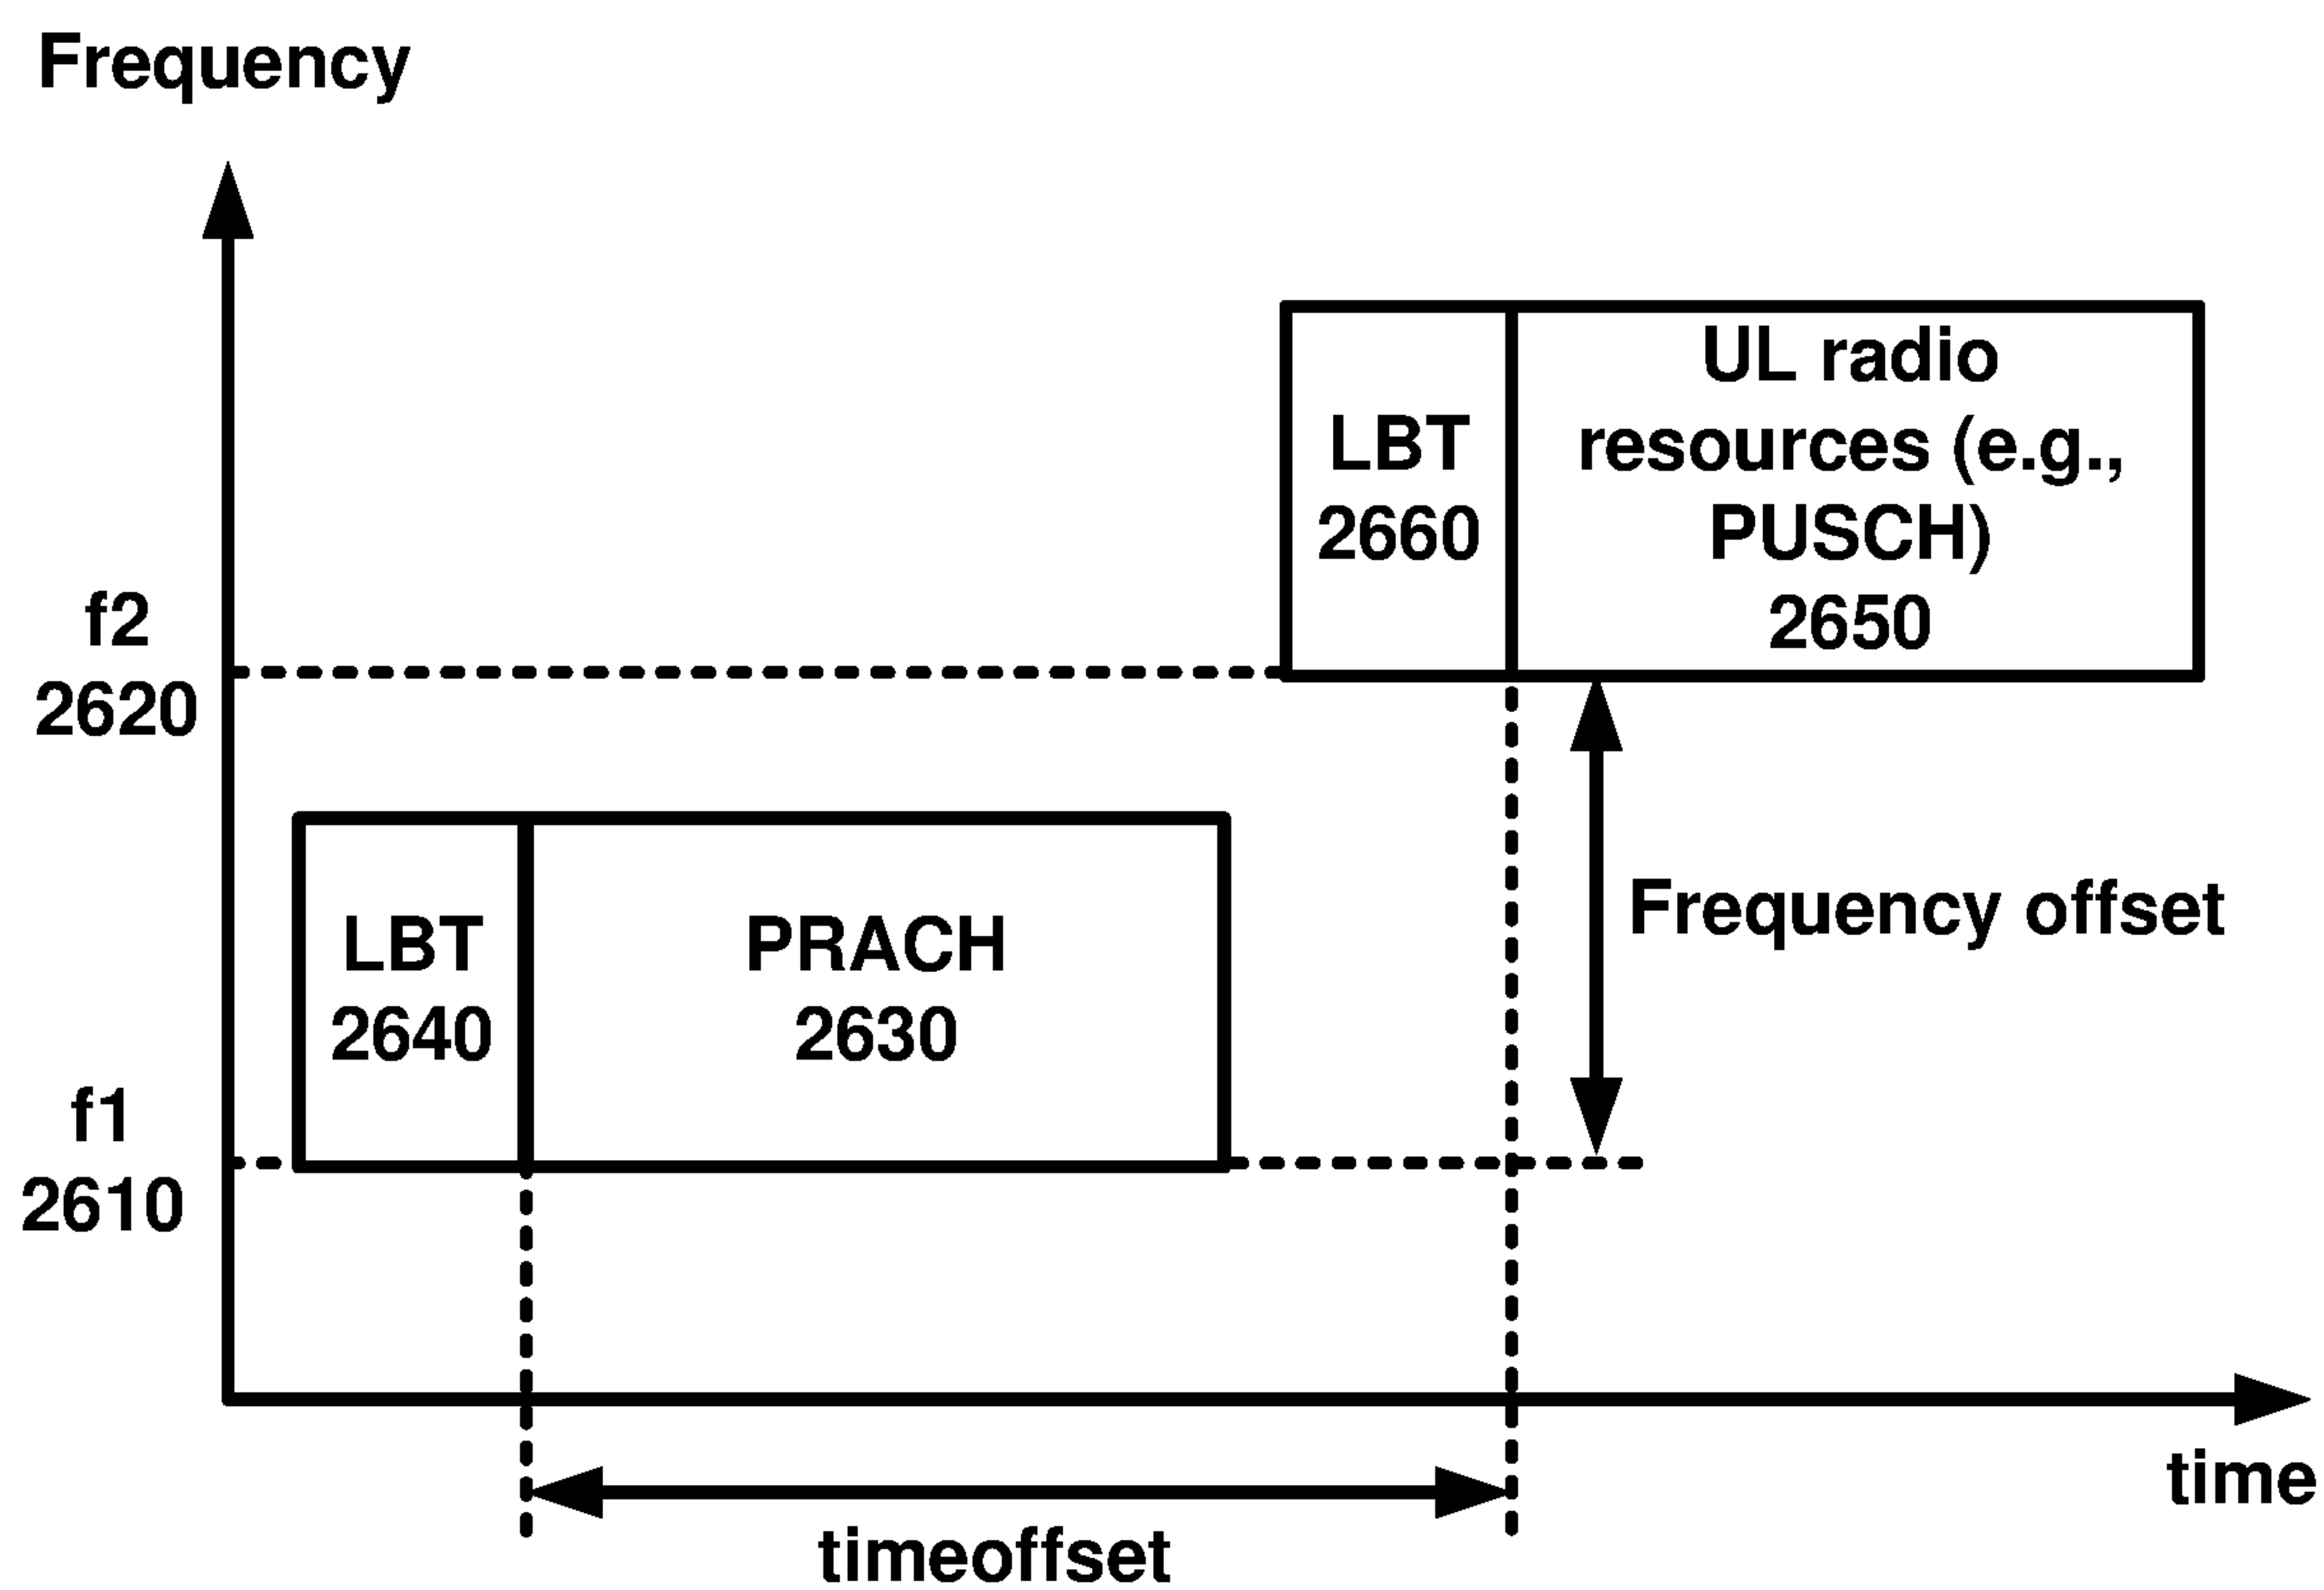 Frequency
UL radio
resources (e.g.,
PUSCH)
2650
LBT
2660
f2
2620
LBT
2640
PRACH
2630
Frequency offset
f1
2610
time
timeoffset